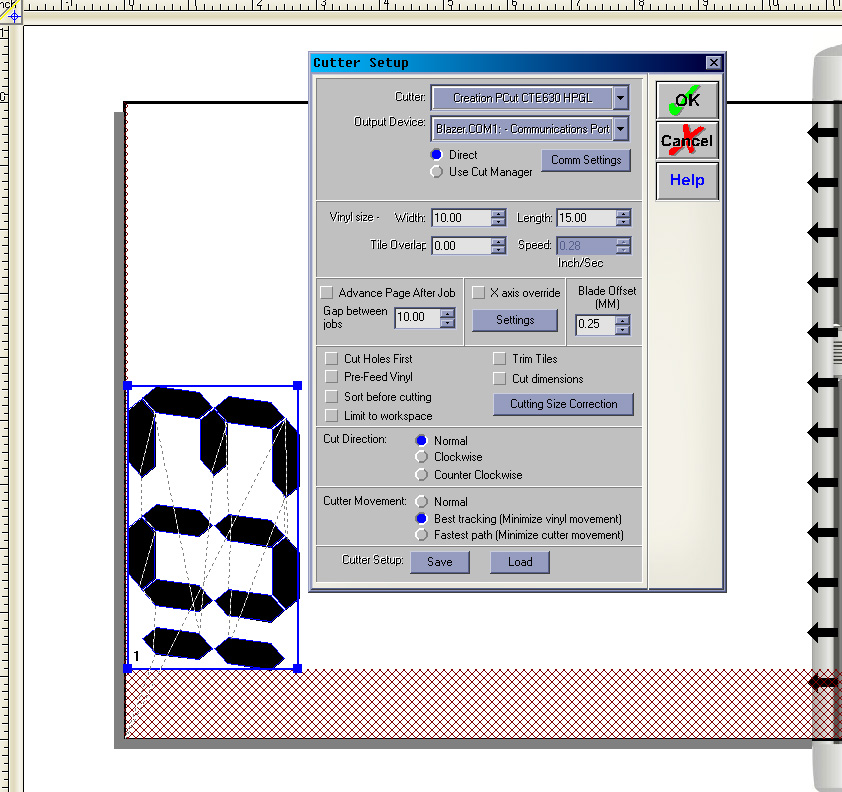 nch
Cutter Setup
Cutter: Creation PCut CTE630 HPGL
OK
Output Device: Blazer.COM1: - Communications Port
Cancel
Direct
Comm Settings
Use Cut Manager
Help
Vinyl size - Width: 10.00 Length: 15.00
Tile Overlap 0.00 Speed: 0.28
Inch/Sec
Advance Page After Job
X axis override
Blade Offset
(MM)
Gap between
jobs
10.00
Settings
0.25
Cut Holes First
Trim Tiles
Pre-Feed Vinyl
Cut dimensions
Sort before cutting
Cutting Size Correction
Limit to workspace
Cut Direction: Normal
Clockwise
Counter Clockwise
Cutter Movement: Normal
Best tracking (Minimize vinyl movement)
Fastest path (Minimize cutter movement)
Cutter Setup: Save Load
1